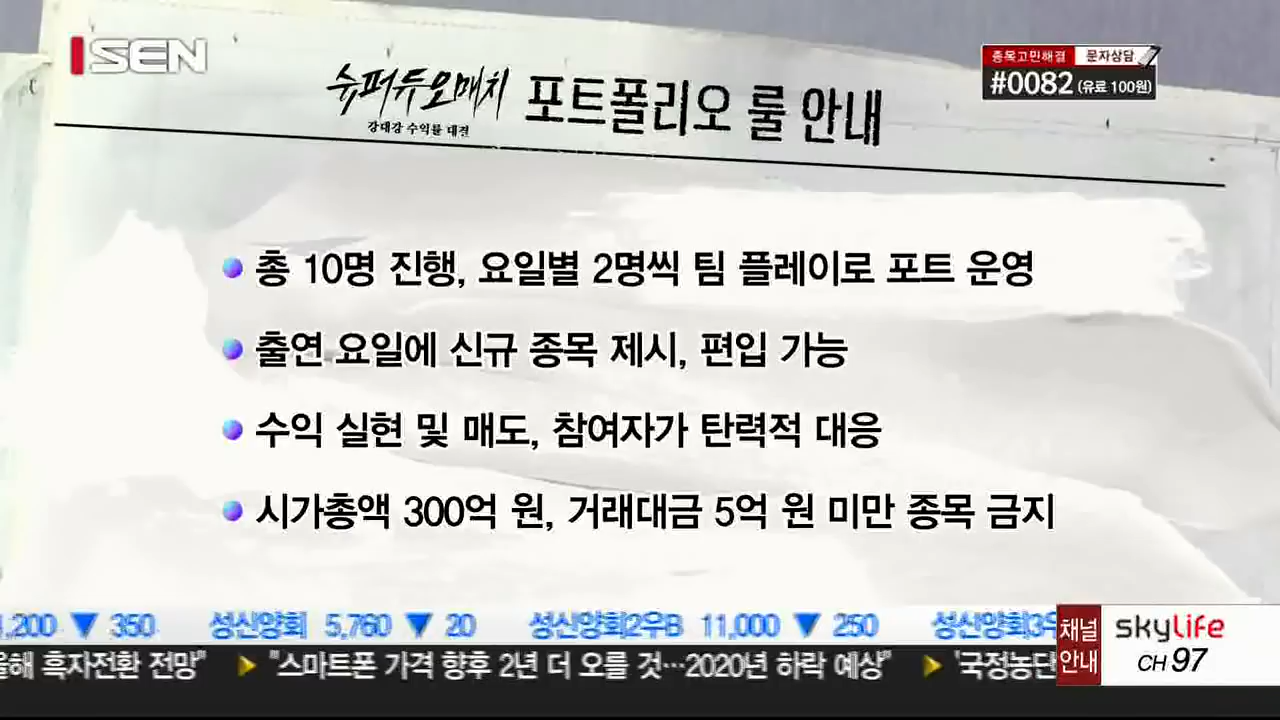 SEN
종목고민해결 문자상담
#0082 (유료 100원)
슈퍼듀오매치 포트폴리오 룰 안내
강대강 수익률 대결
총 10명 진행, 요일별 2명씩 팀 플레이로 포트 운영
출연 요일에 신규 종목 제시, 편입 가능
수익 실현 및 매도, 참여자가 탄력적 대응
시가총액 300억 원, 거래대금 5억 원 미만 종목 금지
,200 ▼ 350 성신양회 5,760 ▼ 20 성신양회2우B 11,000 ▼ 250 성신양회3우
해 흑자전환 전망" ▶ "스마트폰 가격 향후 2년 더 오를 것…2020년 하락 예상" ▶ '국정농단
채널안내 skylife
CH 97